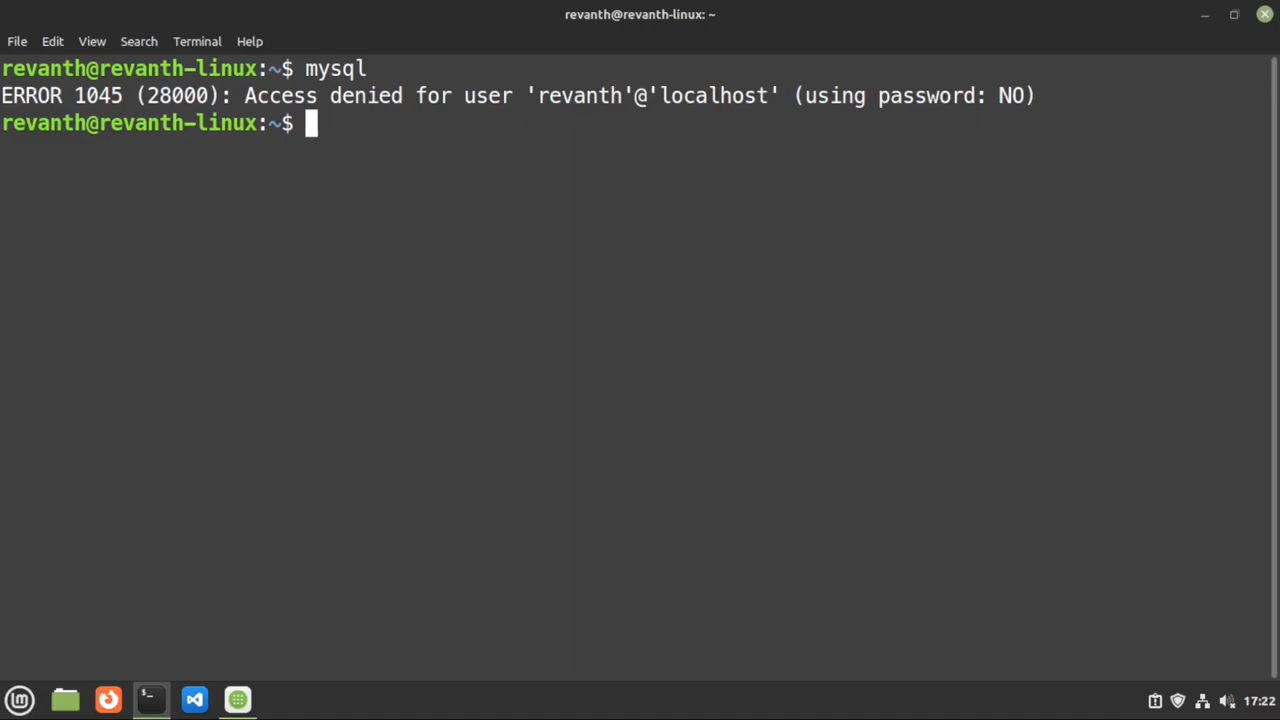 revanth@revanth-linux: ~
File Edit View Search Terminal Help
revanth@revanth-linux:~$ mysql
ERROR 1045 (28000): Access denied for user 'revanth'@'localhost' (using password: NO)
revanth@revanth-linux:~$
17:22